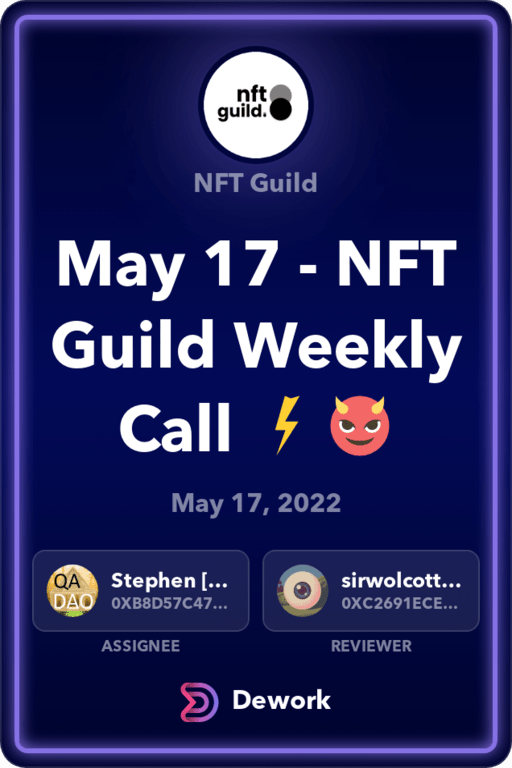 nft
guild.
NFT Guild
May 17 - NFT
Guild Weekly
Call ⚡ 😈
May 17, 2022
QA
DAO
Stephen [...
0XB8D57C47...
sirwolcott...
0XC2691ECE...
ASSIGNEE
REVIEWER
Dework